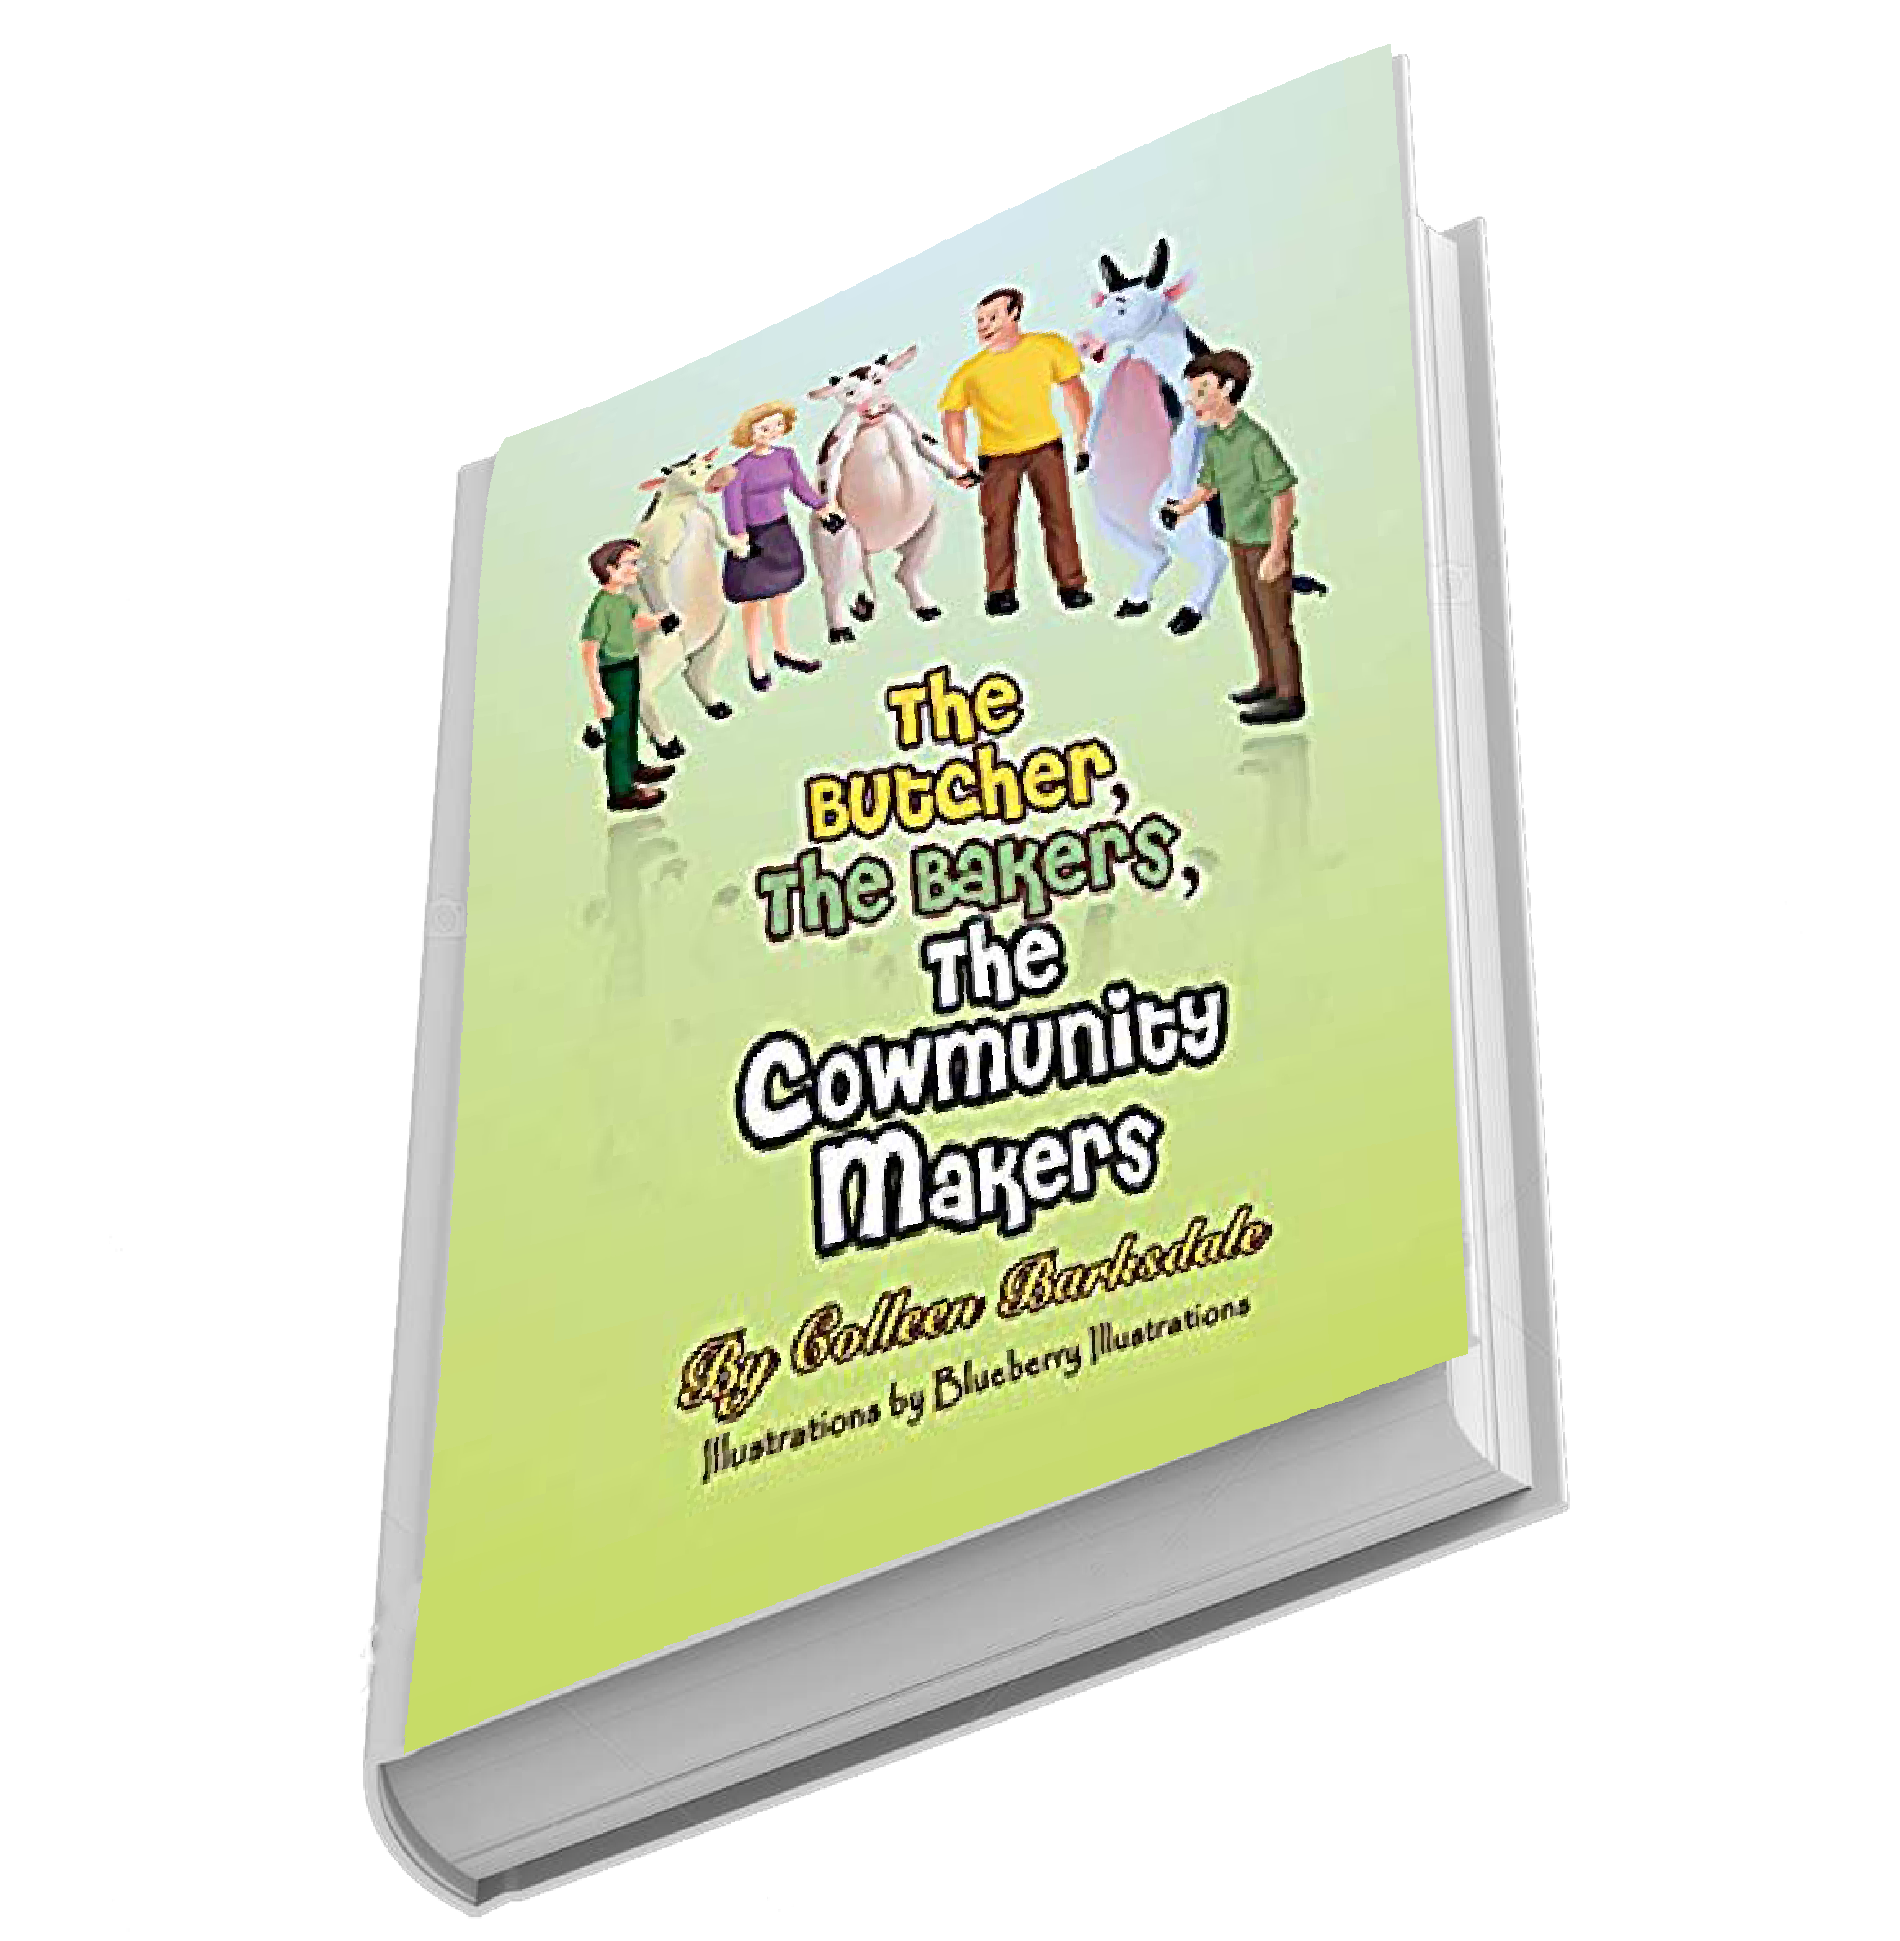 The
Butcher,
The Bakers,
The
Cowmunity
Makers
By Colleen Barksdale
Illustrations by Blueberry Illustrations